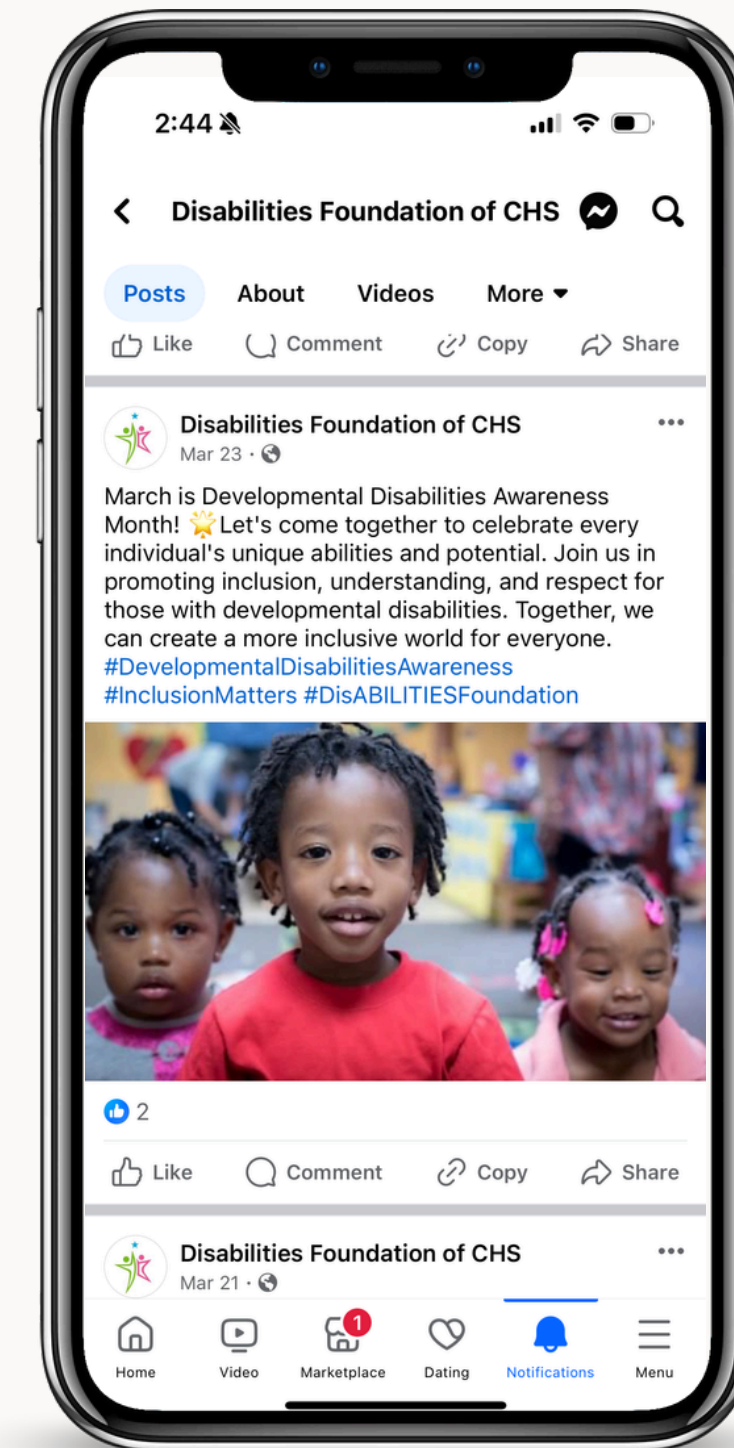 2:44
Disabilities Foundation of CHS
Posts About Videos More
Like Comment Copy Share
Disabilities Foundation of CHS
Mar 23 ·
March is Developmental Disabilities Awareness
Month! 🌟 Let's come together to celebrate every
individual's unique abilities and potential. Join us in
promoting inclusion, understanding, and respect for
those with developmental disabilities. Together, we
can create a more inclusive world for everyone.
#DevelopmentalDisabilitiesAwareness
#InclusionMatters #DisABILITIESFoundation
2
Like Comment Copy Share
Disabilities Foundation of CHS
Mar 21 ·
1
Home Video Marketplace Dating Notifications Menu